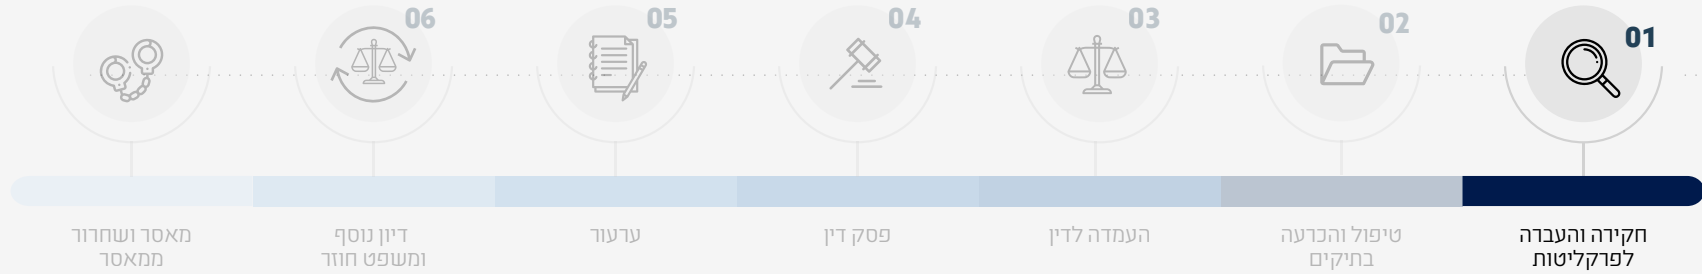 01
חקירה והעברה
לפרקליטות
02
טיפול והכרעה
בתיקים
03
העמדה לדין
04
פסק דין
05
ערעור
06
דיון נוסף
ומשפט חוזר
מאסר ושחרור
ממאסר